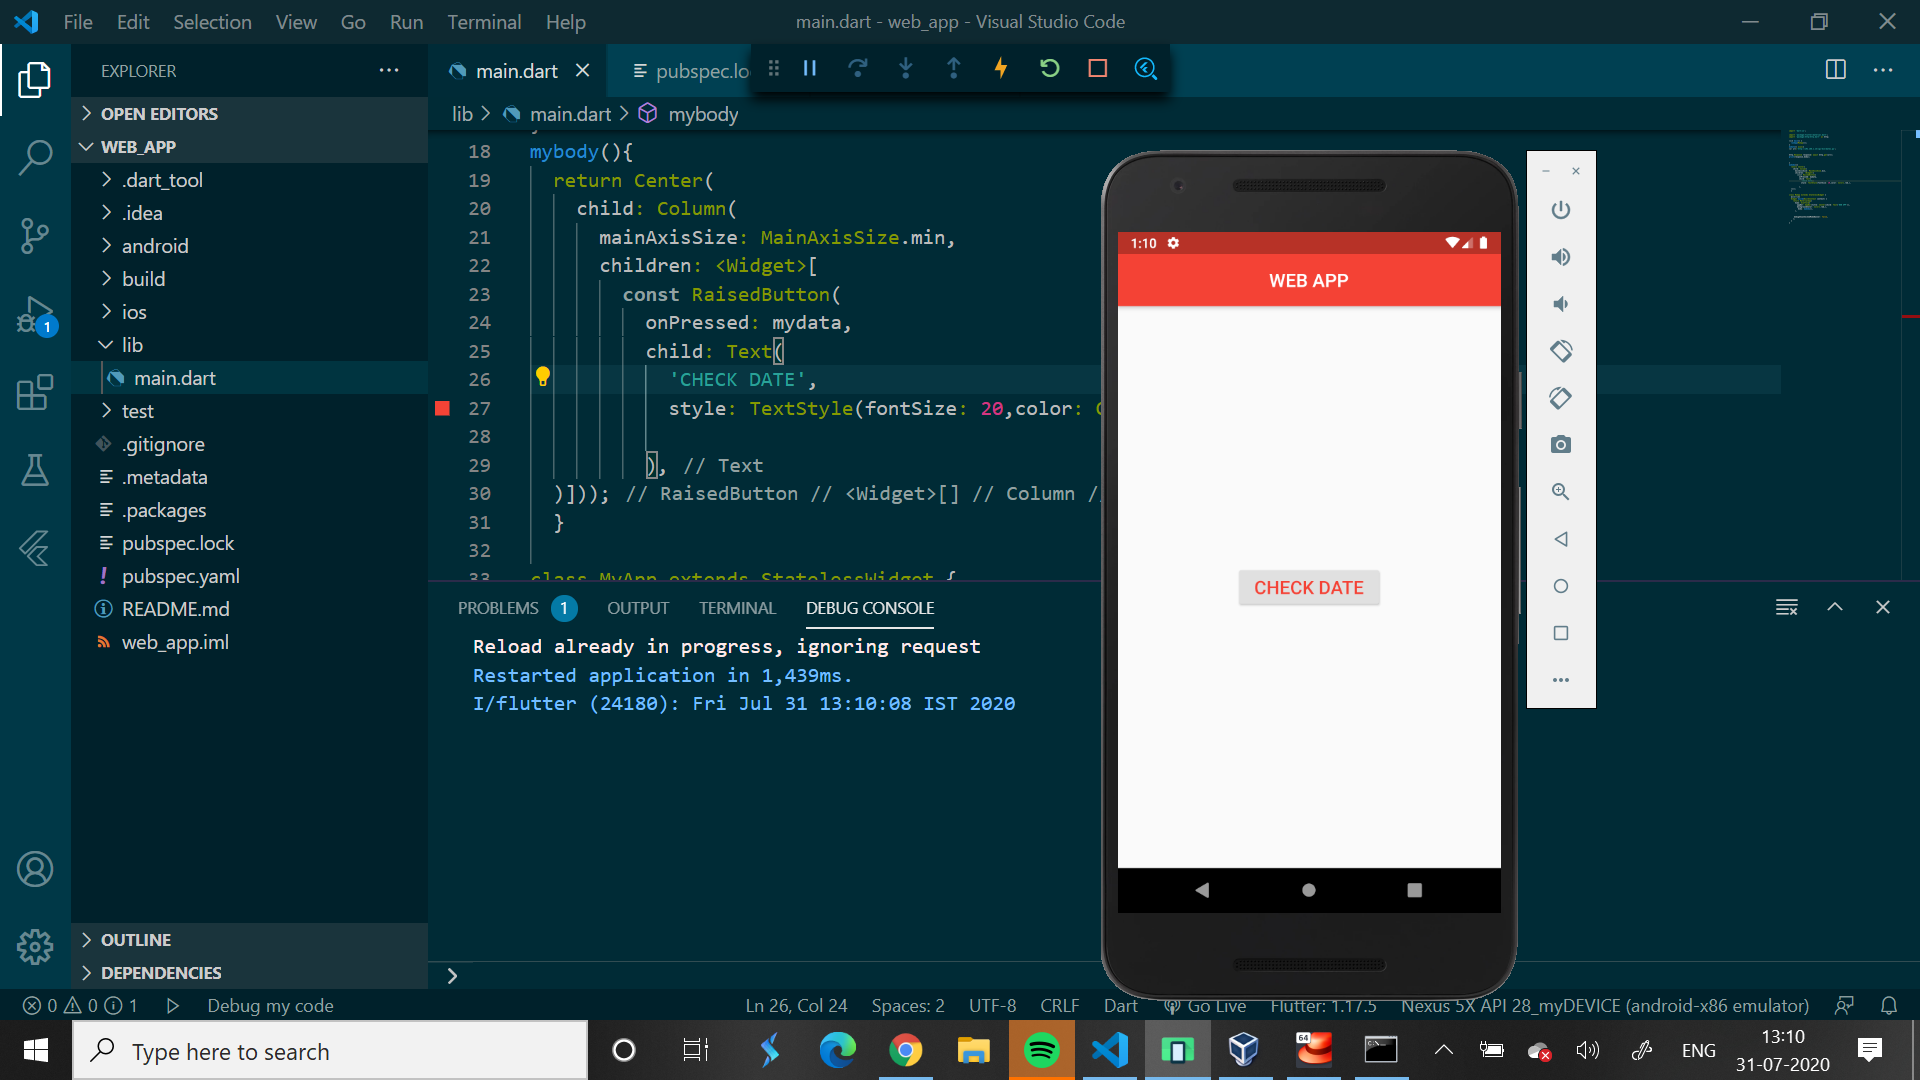 File Edit Selection View Go Run Terminal Help
main.dart - web_app - Visual Studio Code
EXPLORER
OPEN EDITORS
WEB_APP
.dart_tool
.idea
android
build
ios
lib
main.dart
test
.gitignore
.metadata
.packages
pubspec.lock
pubspec.yaml
README.md
web_app.iml
OUTLINE
DEPENDENCIES
1
main.dart
pubspec.lo
lib > main.dart > mybody
18 mybody(){
19 return Center(
20 child: Column(
21 mainAxisSize: MainAxisSize.min,
22 children: <Widget>[
23 const RaisedButton(
24 onPressed: mydata,
25 child: Text(
26 'CHECK DATE',
27 style: TextStyle(fontSize: 20,color:
28
29 ), // Text
30 )])); // RaisedButton // <Widget>[] // Column /
31 }
32
33 class MyApp extends StatelessWidget {
PROBLEMS 1 OUTPUT TERMINAL DEBUG CONSOLE
Reload already in progress, ignoring request
Restarted application in 1,439ms.
I/flutter (24180): Fri Jul 31 13:10:08 IST 2020
1:10
WEB APP
CHECK DATE
0 0 1 Debug my code
Ln 26, Col 24 Spaces: 2 UTF-8 CRLF Dart Go Live Flutter: 1.17.5 Nexus 5X API 28_myDEVICE (android-x86 emulator)
Type here to search
64
ENG
13:10
31-07-2020